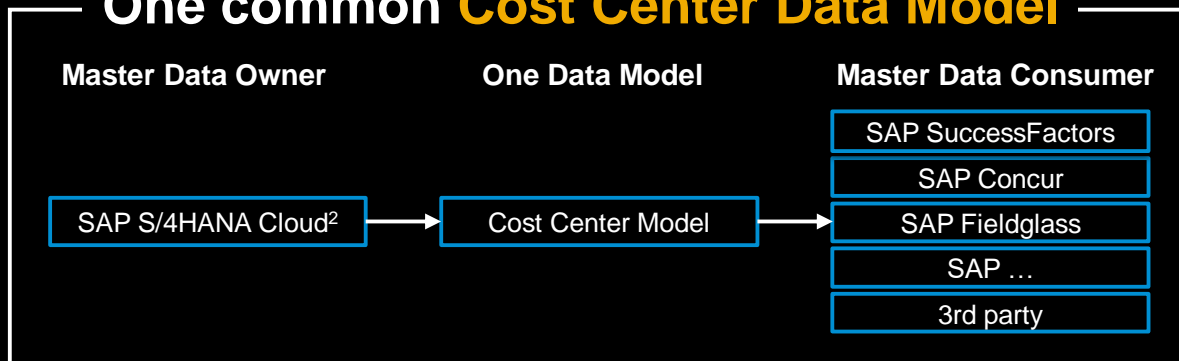 One common Cost Center Data Model
Master Data Owner
One Data Model
Master Data Consumer
SAP SuccessFactors
SAP Concur
SAP S/4HANA Cloud²
Cost Center Model
SAP Fieldglass
SAP …
3rd party